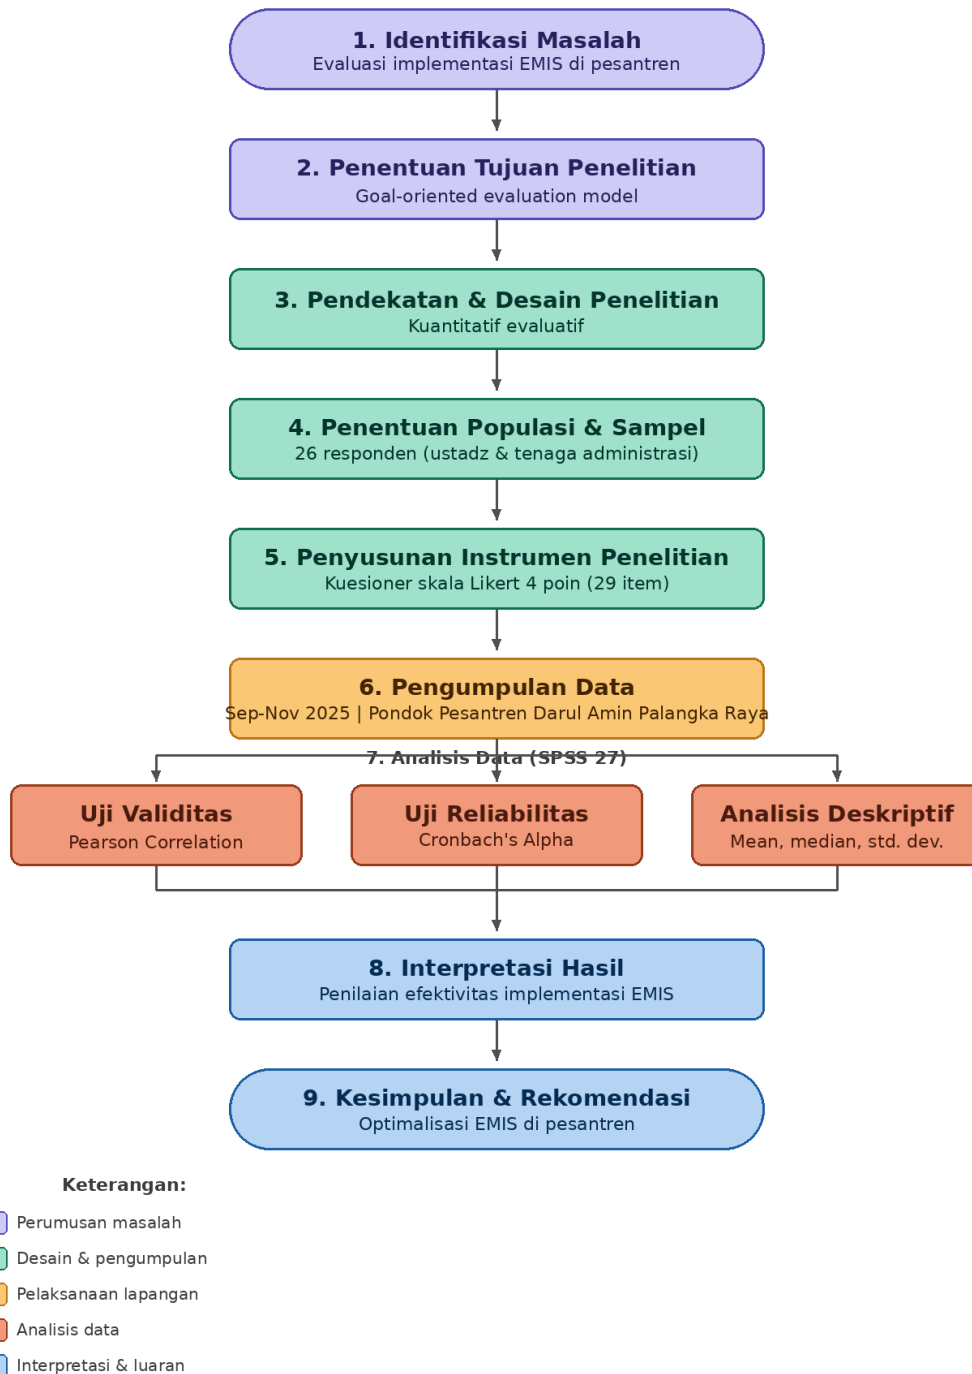 1. Identifikasi Masalah
Evaluasi implementasi EMIS di pesantren
2. Penentuan Tujuan Penelitian
Goal-oriented evaluation model
3. Pendekatan & Desain Penelitian
Kuantitatif evaluatif
4. Penentuan Populasi & Sampel
26 responden (ustadz & tenaga administrasi)
5. Penyusunan Instrumen Penelitian
Kuesioner skala Likert 4 poin (29 item)
6. Pengumpulan Data
Sep-Nov 2025 | Pondok Pesantren Darul Amin Palangka Raya
7. Analisis Data (SPSS 27)
Uji Validitas
Pearson Correlation
Uji Reliabilitas
Cronbach's Alpha
Analisis Deskriptif
Mean, median, std. dev.
8. Interpretasi Hasil
Penilaian efektivitas implementasi EMIS
9. Kesimpulan & Rekomendasi
Optimalisasi EMIS di pesantren
Keterangan:
Perumusan masalah
Desain & pengumpulan
Pelaksanaan lapangan
Analisis data
Interpretasi & luaran